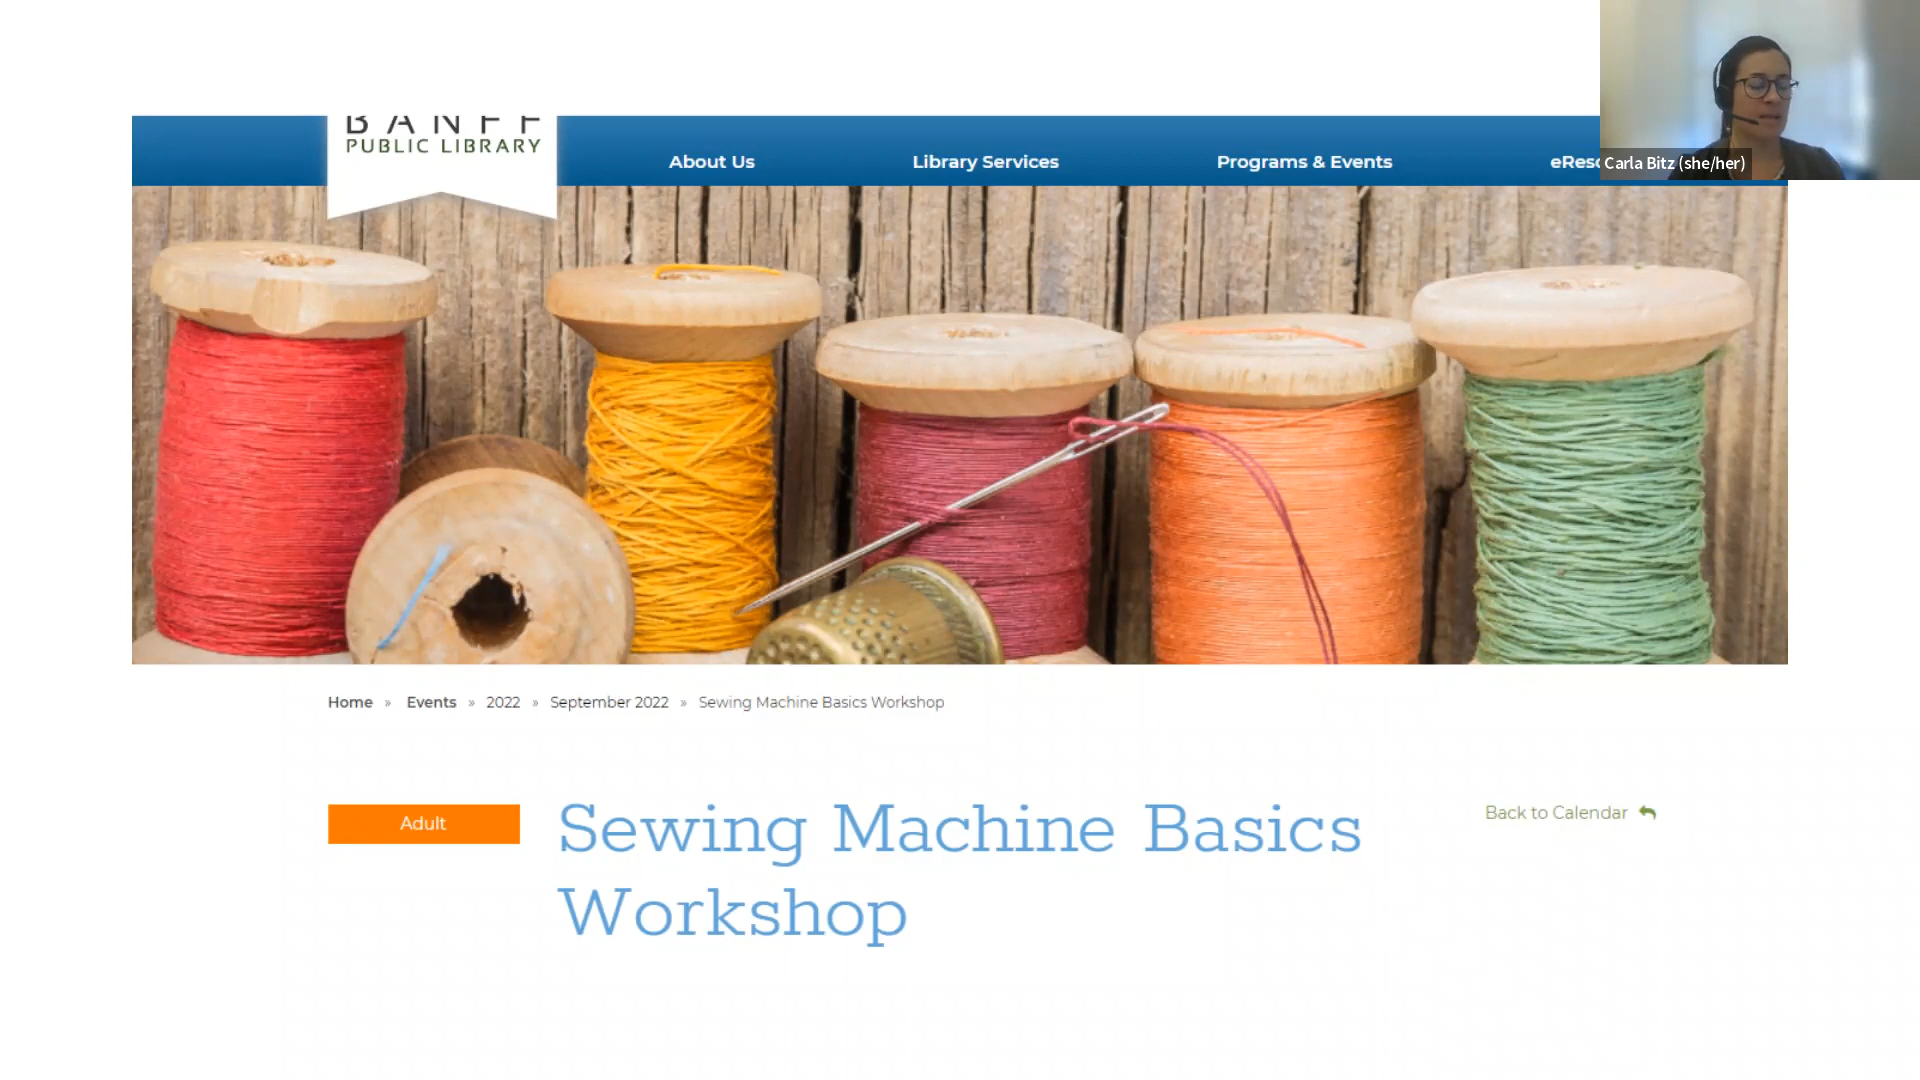 BANFF
PUBLIC LIBRARY
About Us
Library Services
Programs & Events
Carla Bitz (she/her)
Home » Events » 2022 » September 2022 » Sewing Machine Basics Workshop
Adult
Sewing Machine Basics
Workshop
Back to Calendar